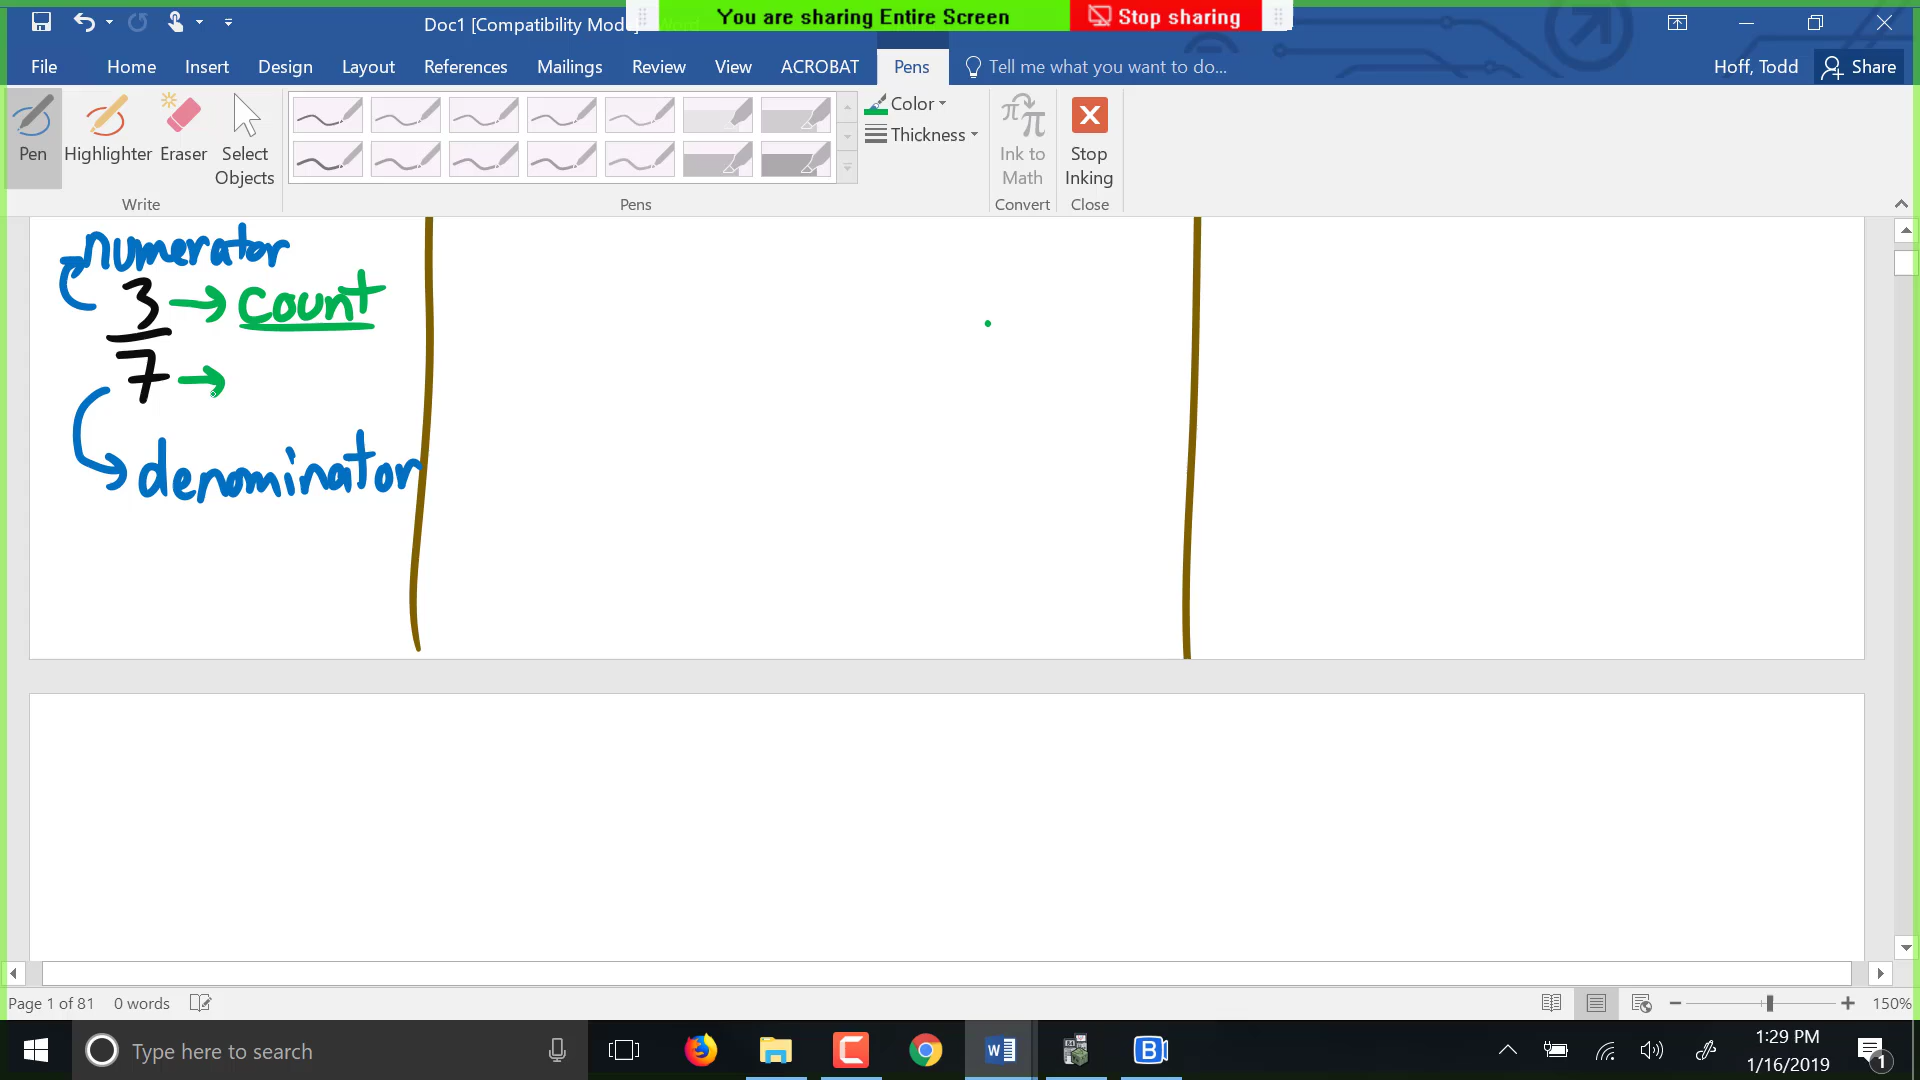 Doc1 [Compatibility Mod
You are sharing Entire Screen
Stop sharing
File Home Insert Design Layout References Mailings Review View ACROBAT Pens Tell me what you want to do... Hoff, Todd Share
Pen Highlighter Eraser Select Objects
Color
Thickness
Ink to Math
Stop Inking
Write Pens Convert Close
numerator
3 → count
7 →
denominator
Page 1 of 81 0 words 150%
Type here to search
1:29 PM
1/16/2019
1